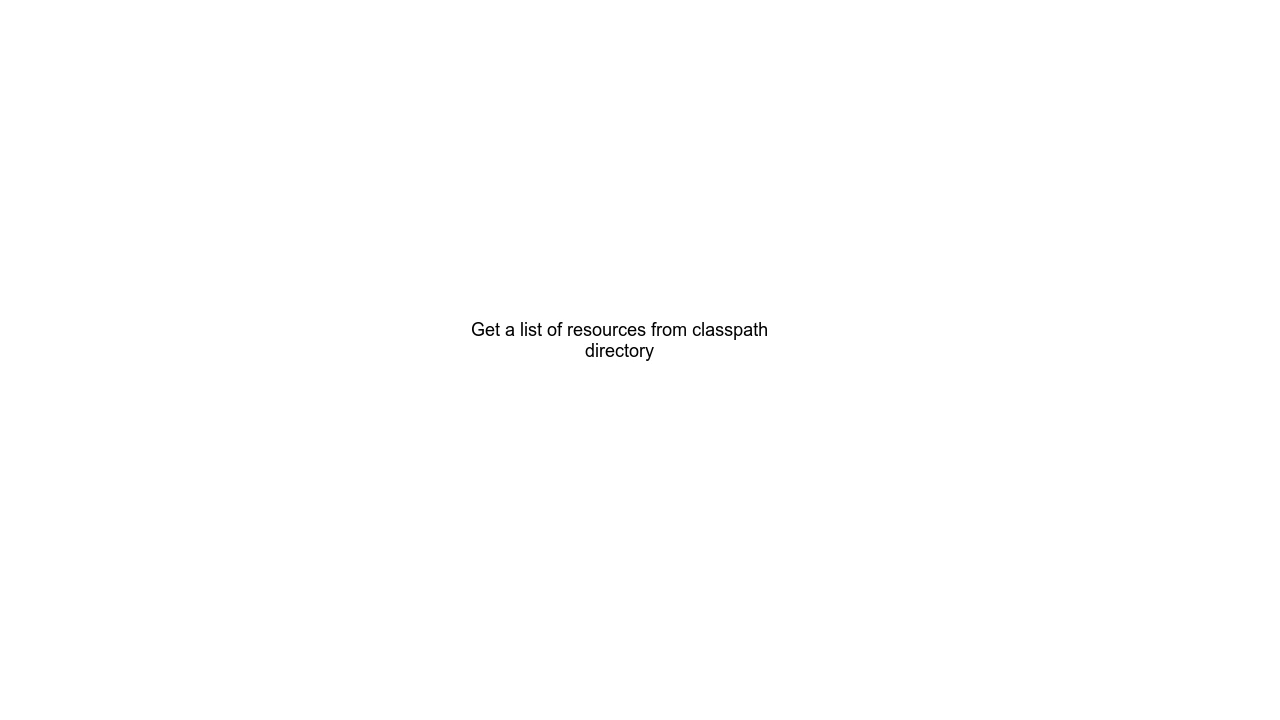 Get a list of resources from classpath
directory